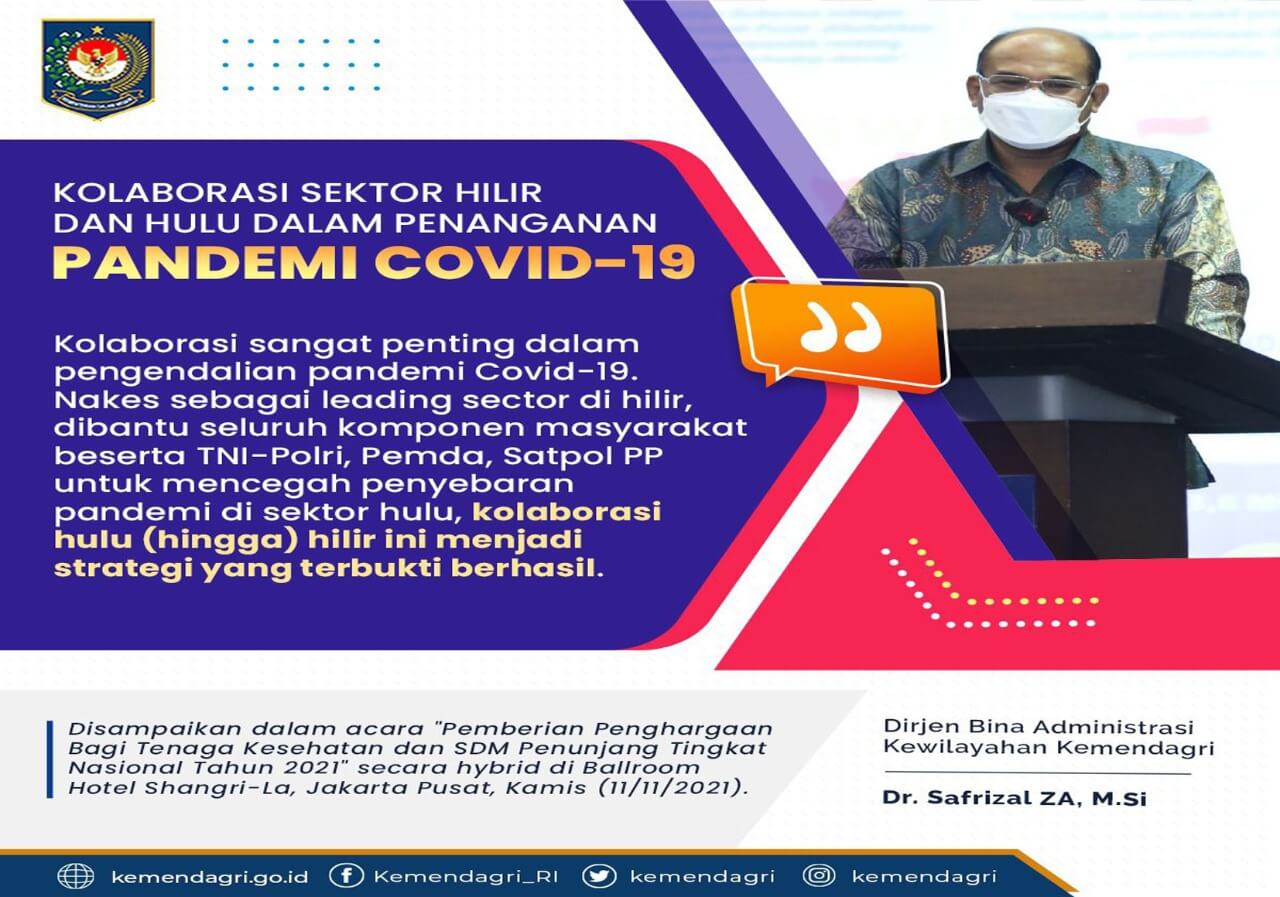 KEMENTERIAN DALAM NEGERI
KOLABORASI SEKTOR HILIR
DAN HULU DALAM PENANGANAN
PANDEMI COVID-19
Kolaborasi sangat penting dalam
pengendalian pandemi Covid-19.
Nakes sebagai leading sector di hilir,
dibantu seluruh komponen masyarakat
beserta TNI-Polri, Pemda, Satpol PP
untuk mencegah penyebaran
pandemi di sektor hulu, kolaborasi
hulu (hingga) hilir ini menjadi
strategi yang terbukti berhasil.
Disampaikan dalam acara "Pemberian Penghargaan
Bagi Tenaga Kesehatan dan SDM Penunjang Tingkat
Nasional Tahun 2021" secara hybrid di Ballroom
Hotel Shangri-La, Jakarta Pusat, Kamis (11/11/2021).
Dirjen Bina Administrasi
Kewilayahan Kemendagri
Dr. Safrizal ZA, M.Si
kemendagri.go.id Kemendagri_RI kemendagri kemendagri